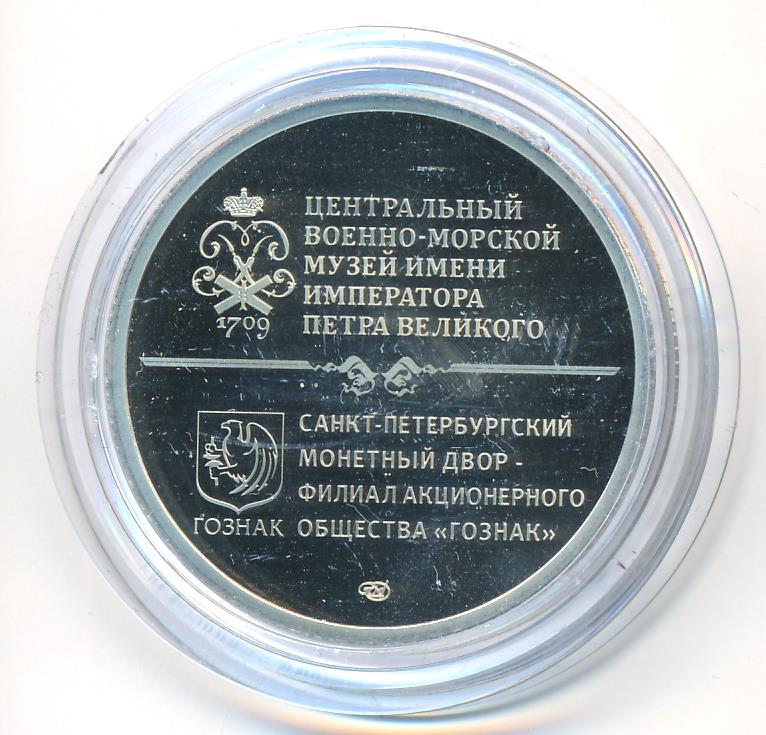 ЦЕНТРАЛЬНЫЙ
ВОЕННО-МОРСКОЙ
МУЗЕЙ ИМЕНИ
ИМПЕРАТОРА
ПЕТРА ВЕЛИКОГО
1709
САНКТ-ПЕТЕРБУРГСКИЙ
МОНЕТНЫЙ ДВОР -
ФИЛИАЛ АКЦИОНЕРНОГО
ОБЩЕСТВА «ГОЗНАК»
ГОЗНАК